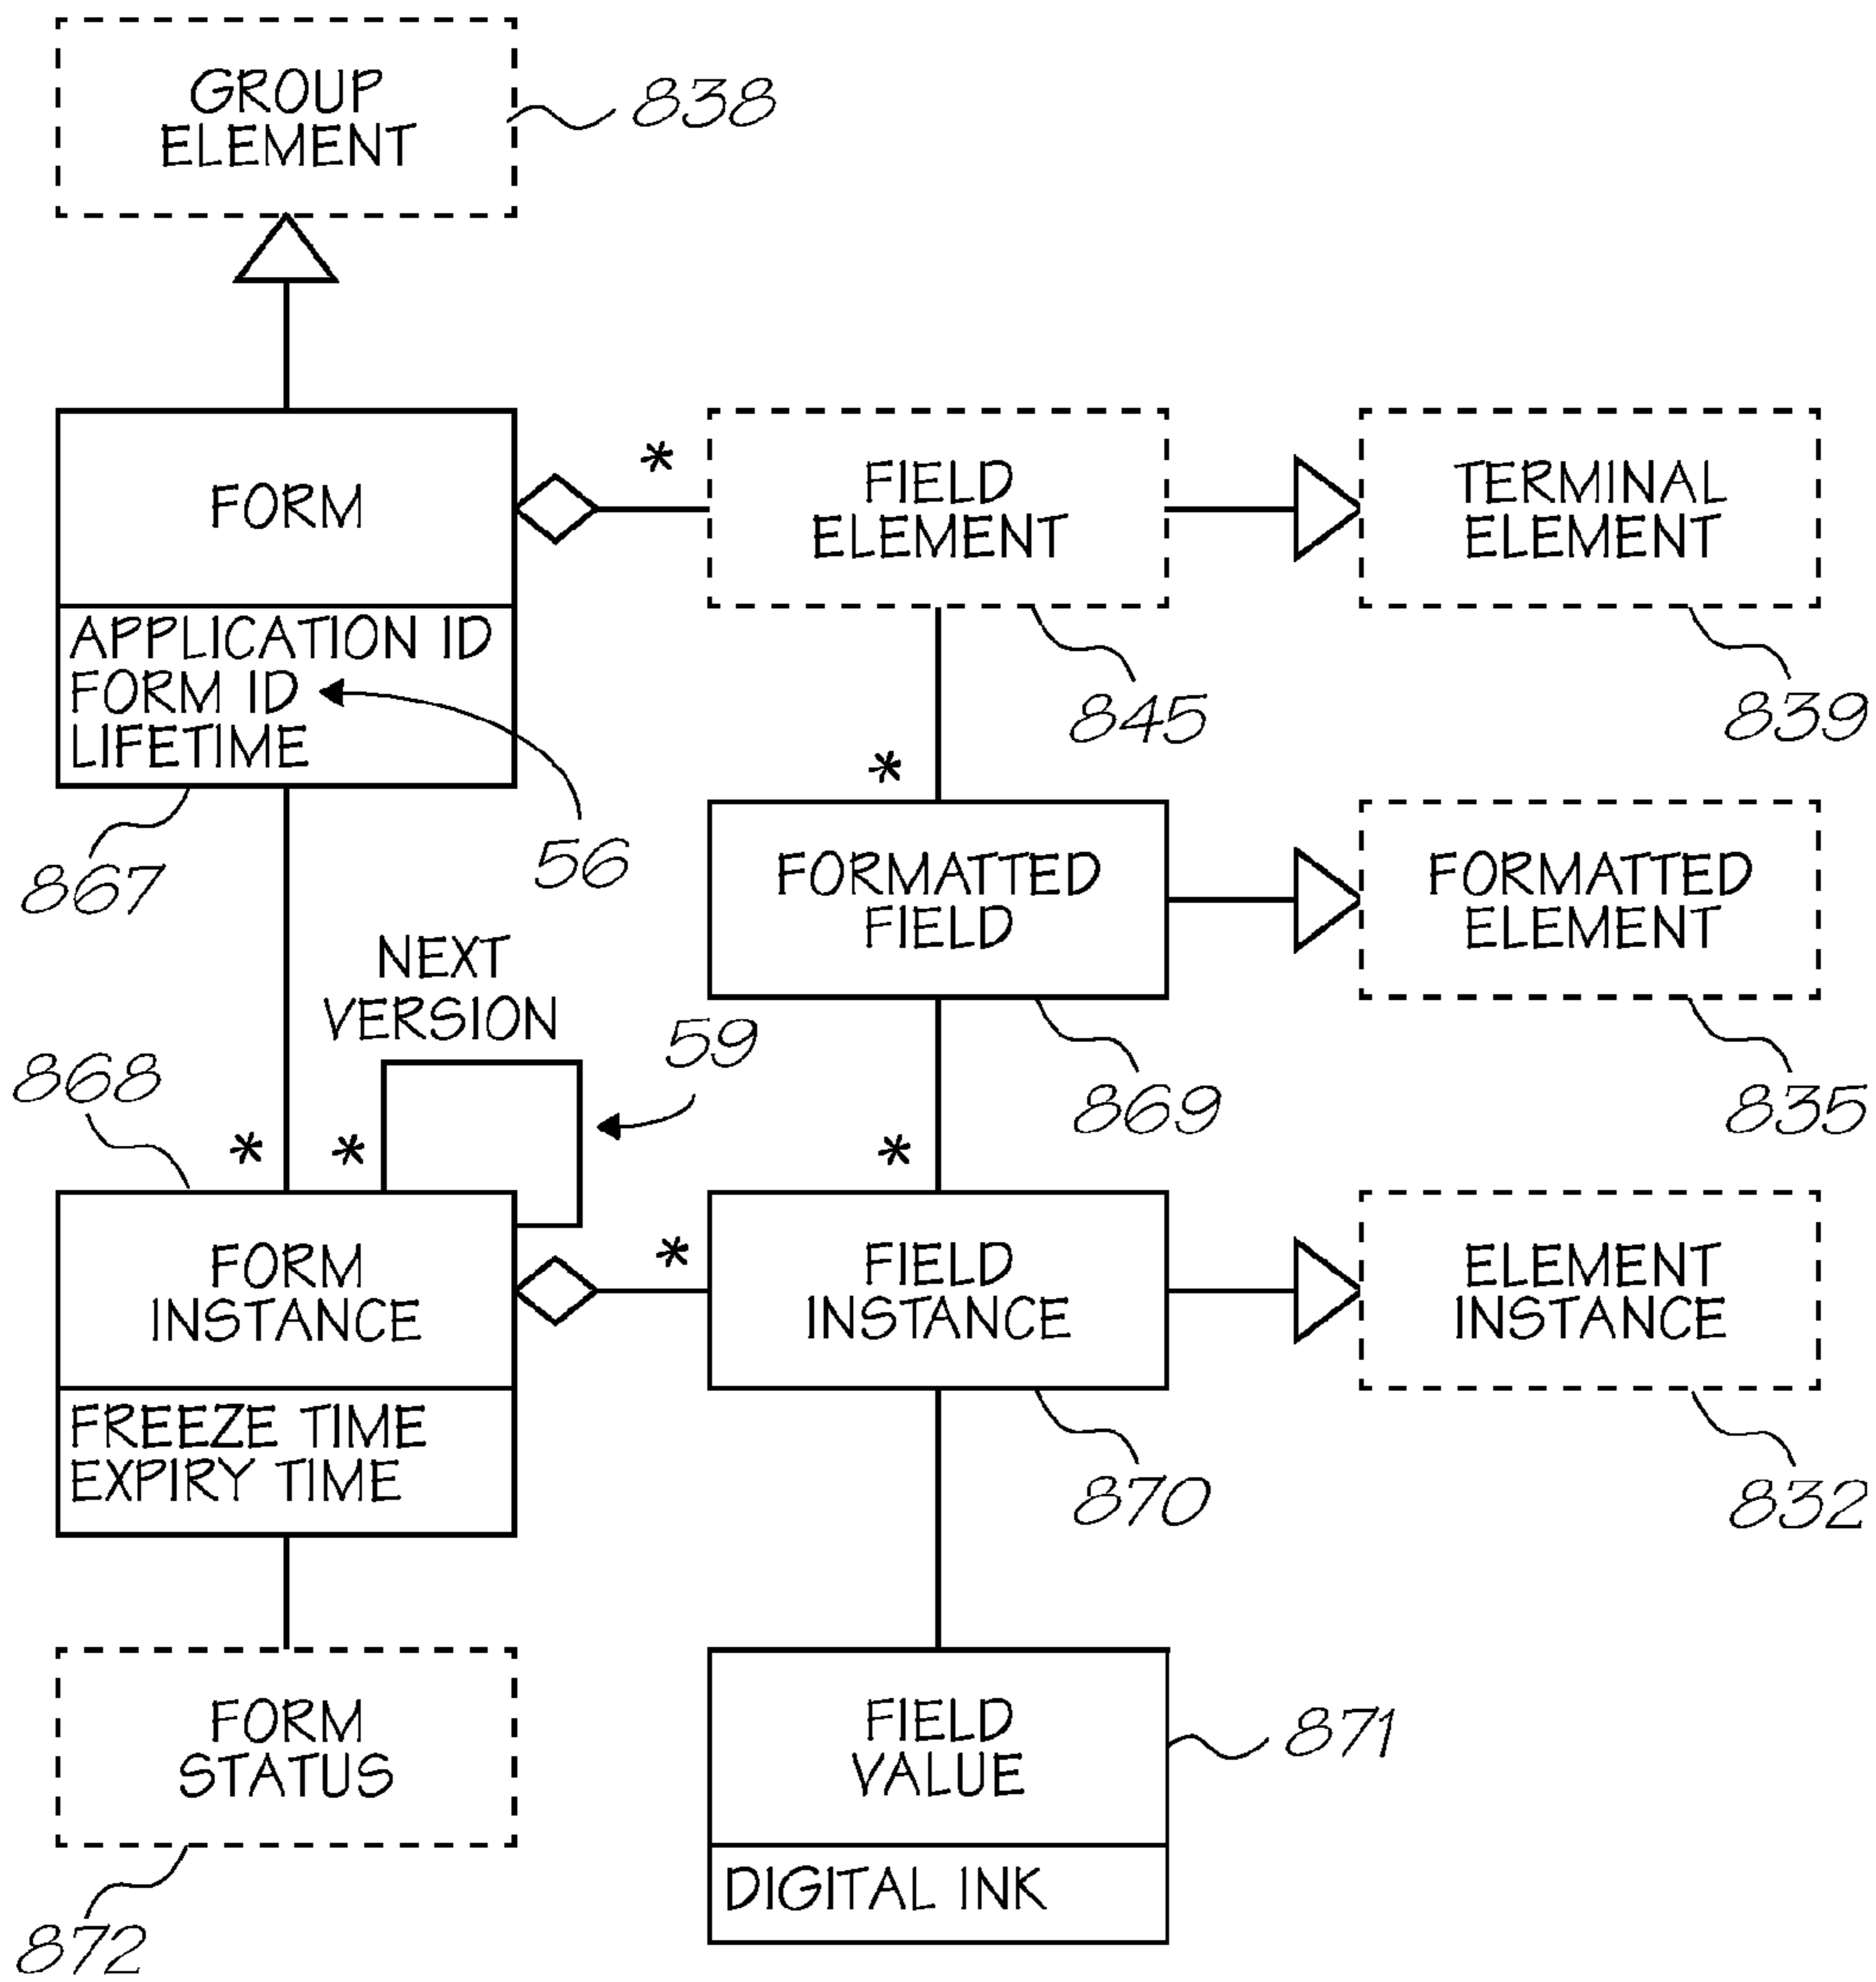 GROUP
ELEMENT
838
FORM
APPLICATION ID
FORM ID
LIFETIME
867
56
*
FIELD
ELEMENT
845
TERMINAL
ELEMENT
839
*
FORMATTED
FIELD
869
FORMATTED
ELEMENT
835
NEXT
VERSION
59
868
*
*
FORM
INSTANCE
FREEZE TIME
EXPIRY TIME
*
*
FIELD
INSTANCE
870
ELEMENT
INSTANCE
832
FORM
STATUS
872
FIELD
VALUE
DIGITAL INK
871